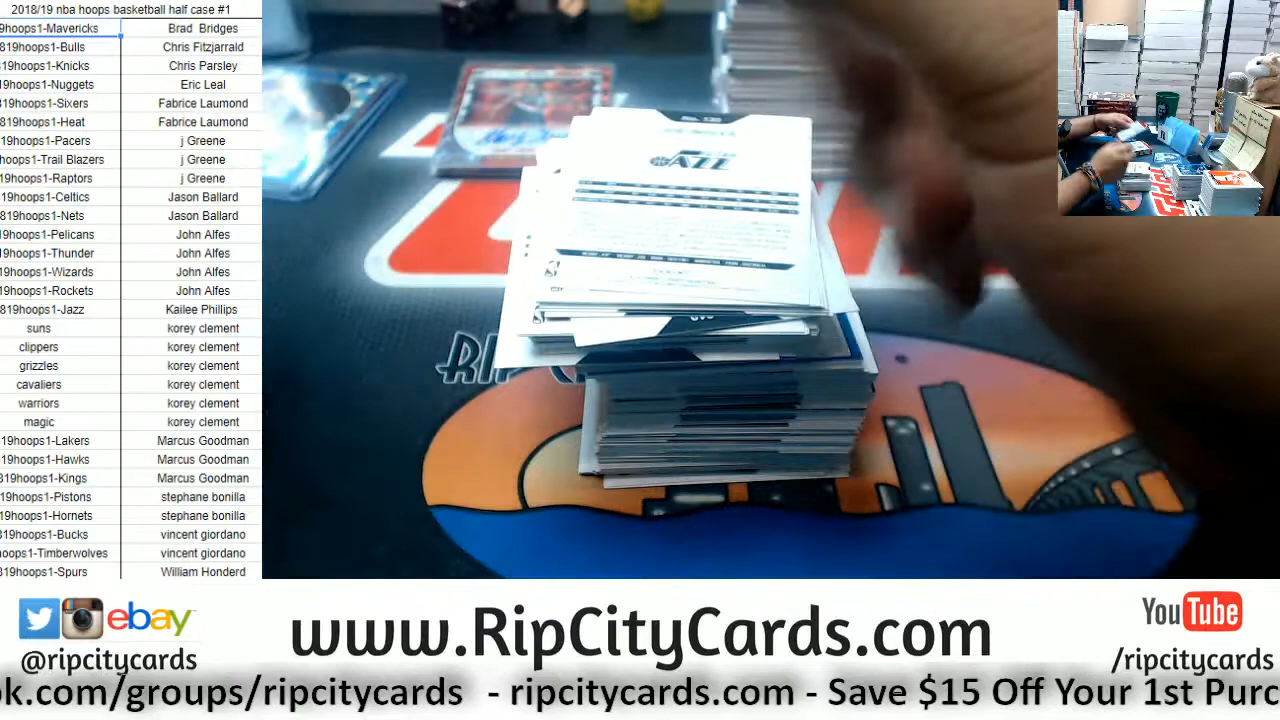 2018/19 nba hoops basketball half case #1
9hoops1-Mavericks Brad Bridges
819hoops1-Bulls Chris Fitzjarrald
19hoops1-Knicks Chris Parsley
19hoops1-Nuggets Eric Leal
819hoops1-Sixers Fabrice Laumond
819hoops1-Heat Fabrice Laumond
19hoops1-Pacers j Greene
hoops1-Trail Blazers j Greene
19hoops1-Raptors j Greene
19hoops1-Celtics Jason Ballard
819hoops1-Nets Jason Ballard
19hoops1-Pelicans John Alfes
19hoops1-Thunder John Alfes
19hoops1-Wizards John Alfes
19hoops1-Rockets John Alfes
819hoops1-Jazz Kailee Phillips
suns korey clement
clippers korey clement
grizzles korey clement
cavaliers korey clement
warriors korey clement
magic korey clement
19hoops1-Lakers Marcus Goodman
19hoops1-Hawks Marcus Goodman
819hoops1-Kings Marcus Goodman
19hoops1-Pistons stephane bonilla
19hoops1-Hornets stephane bonilla
819hoops1-Bucks vincent giordano
hoops1-Timberwolves vincent giordano
819hoops1-Spurs William Honderd
JAZZ
RIP C
ebay
@ripcitycards
www.RipCityCards.com
YouTube
/ripcitycards
ok.com/groups/ripcitycards - ripcitycards.com - Save $15 Off Your 1st Purc